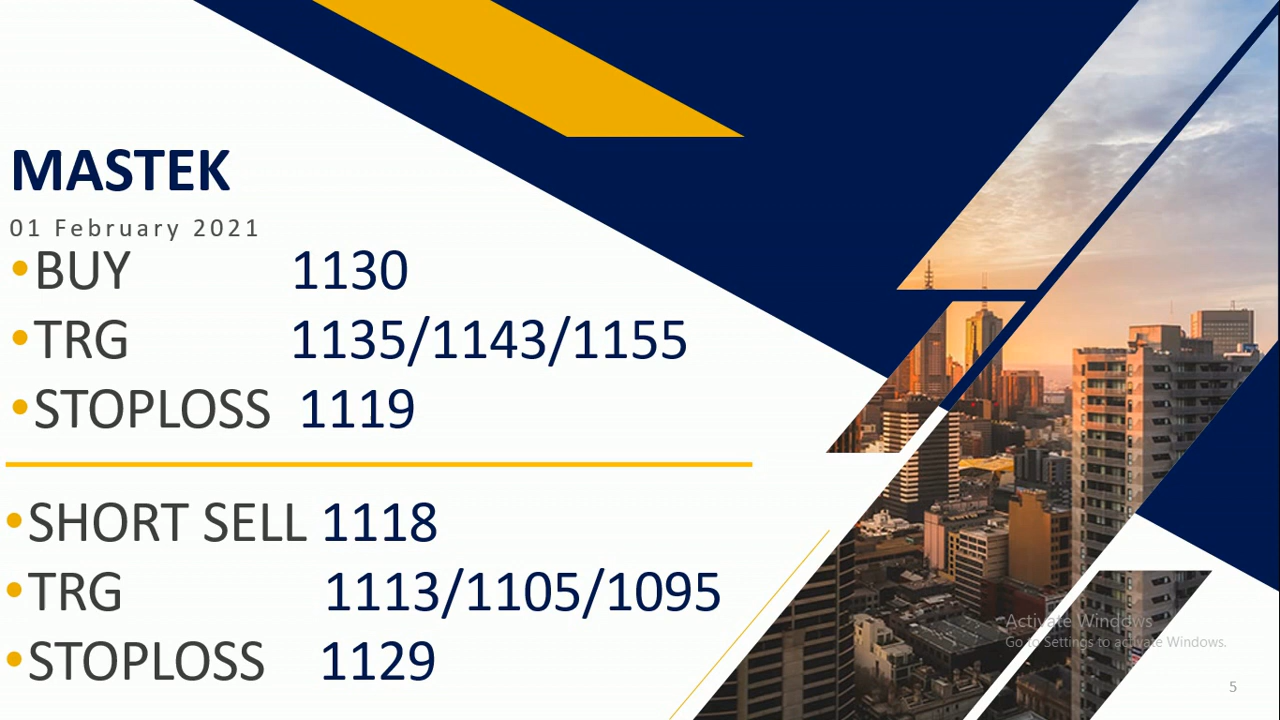 MASTEK
01 February 2021
•BUY 1130
•TRG 1135/1143/1155
•STOPLOSS 1119
•SHORT SELL 1118
•TRG 1113/1105/1095
•STOPLOSS 1129
Activate Windows
Go to Settings to activate Windows.
5